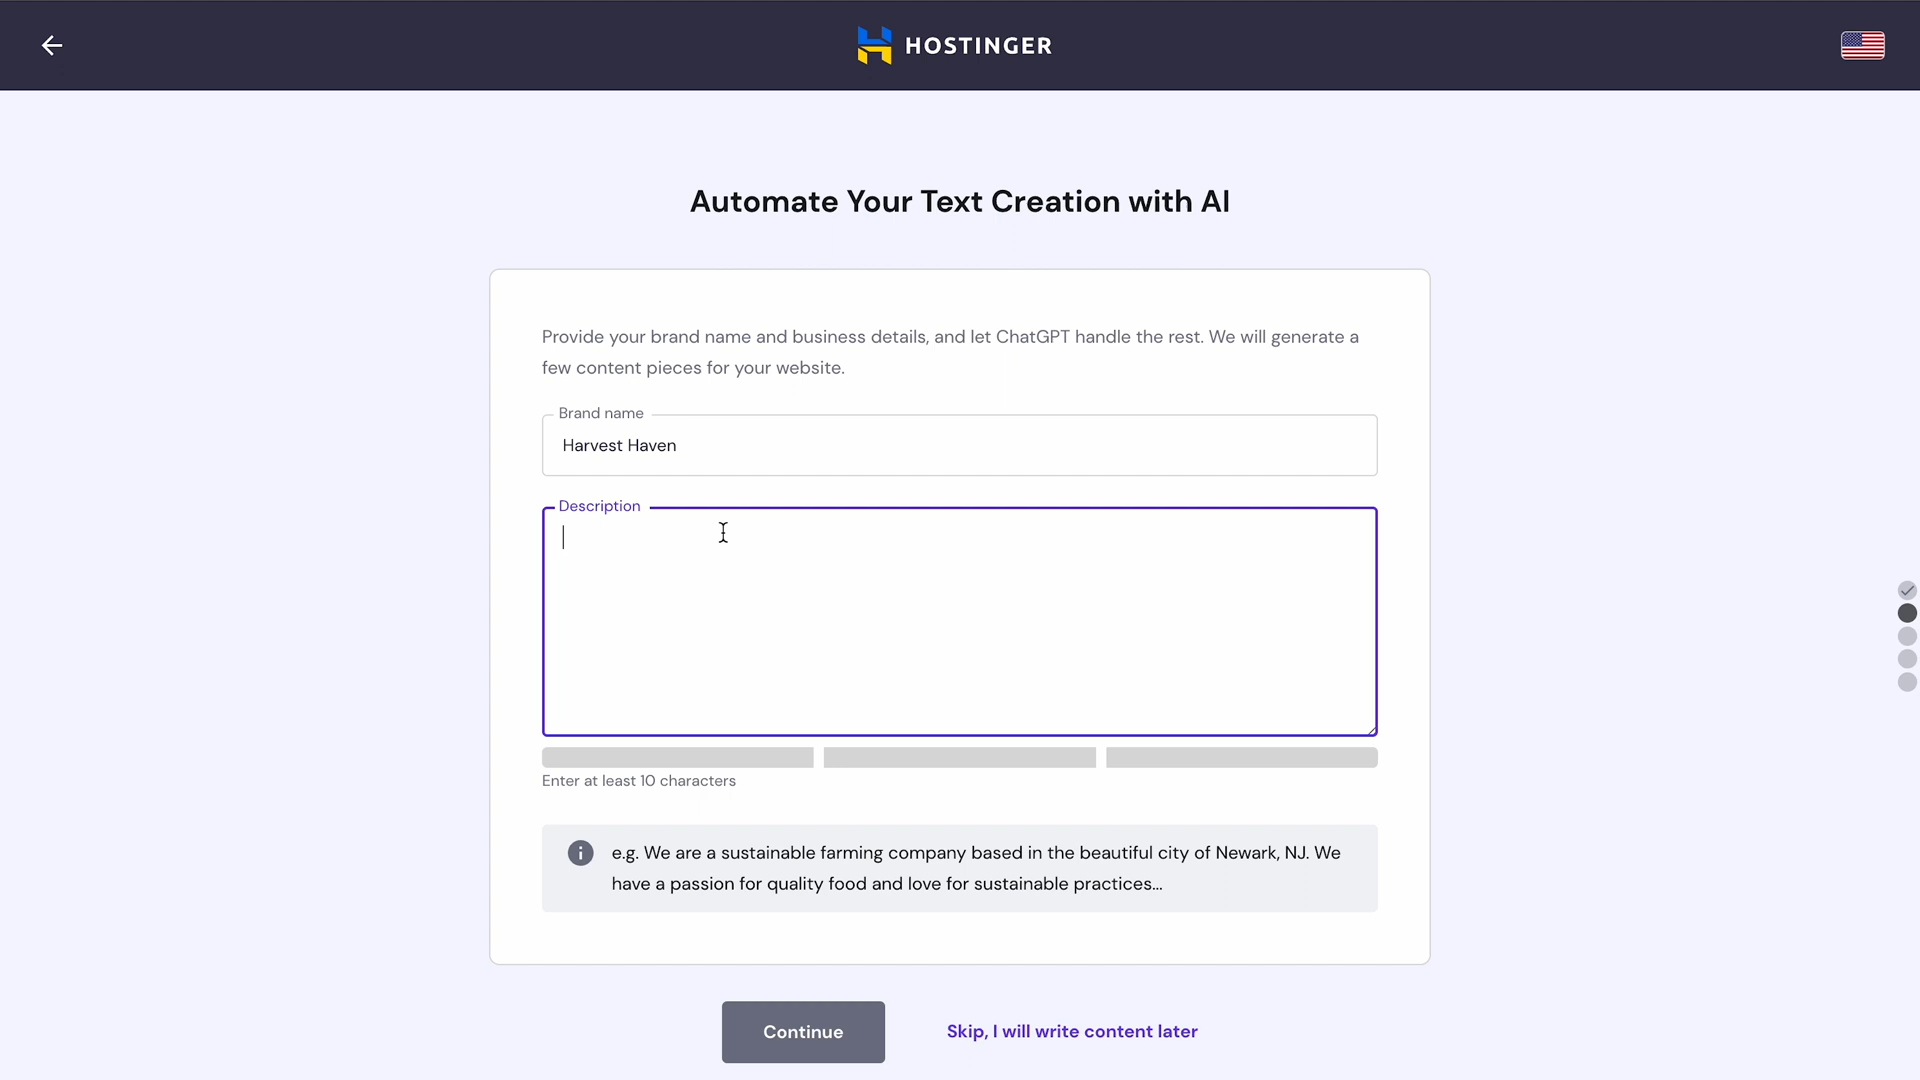 HOSTINGER
Automate Your Text Creation with AI
Provide your brand name and business details, and let ChatGPT handle the rest. We will generate a
few content pieces for your website.
Brand name
Harvest Haven
Description
Enter at least 10 characters
e.g. We are a sustainable farming company based in the beautiful city of Newark, NJ. We
have a passion for quality food and love for sustainable practices...
Continue
Skip, I will write content later